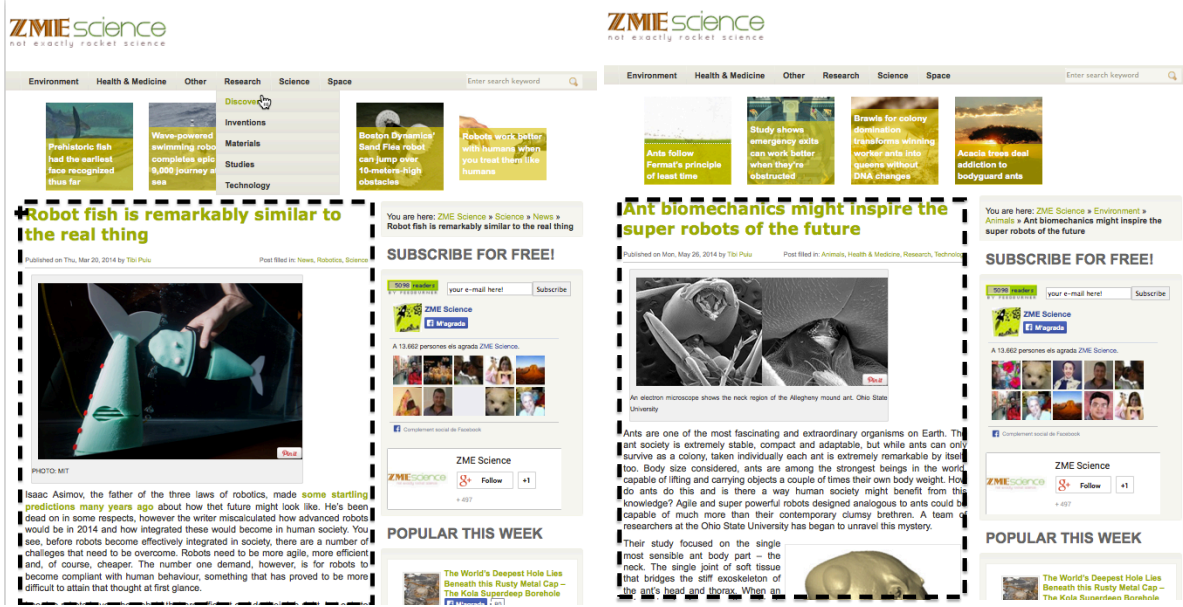 ZME science
not exactly rocket science
Environment Health & Medicine Other Research Science Space
Enter search keyword
Discover
Inventions
Materials
Studies
Technology
Prehistoric fish
had the earliest
face recognized
thus far
Wave-powered
swimming robo
completes epic
9,000 journey a
sea
Boston Dynamics'
Sand Flea robot
can jump over
10-meters-high
obstacles
Robots work better
with humans when
you treat them like
humans
Robot fish is remarkably similar to
the real thing
Published on Thu, Mar 20, 2014 by Tibi Puiu
Post filled in: News, Robotics, Science
PHOTO: MIT
Pin it
Isaac Asimov, the father of the three laws of robotics, made some startling
predictions many years ago about how thet future might look like. He's been
dead on in some respects, however the writer miscalculated how advanced robots
would be in 2014 and how integrated these would become in human society. You
see, before robots become effectively integrated in society, there are a number of
challeges that need to be overcome. Robots need to be more agile, more efficient
and, of course, cheaper. The number one demand, however, is for robots to
become compliant with human behaviour, something that has proved to be more
difficult to attain that thought at first glance.
You are here: ZME Science » Science » News »
Robot fish is remarkably similar to the real thing
SUBSCRIBE FOR FREE!
5098 readers
BY FEEDBURNER
your e-mail here!
Subscribe
ZME Science
M'agrada
A 13.662 persones els agrada ZME Science.
Complement social de Facebook
ZME Science
ZMEscience
g+ Follow +1
+ 497
POPULAR THIS WEEK
The World's Deepest Hole Lies
Beneath this Rusty Metal Cap –
The Kola Superdeep Borehole
M'agrada
ZME science
not exactly rocket science
Environment Health & Medicine Other Research Science Space
Enter search keyword
Ants follow
Fermat's principle
of least time
Study shows
emergency exits
can work better
when they're
obstructed
Brawls for colony
domination
transforms winning
worker ants into
queens without
DNA changes
Acacia trees deal
addiction to
bodyguard ants
Ant biomechanics might inspire the
super robots of the future
Published on Mon, May 26, 2014 by Tibi Puiu
Post filled in: Animals, Health & Medicine, Research, Technolog
Pin it
An electron microscope shows the neck region of the Allegheny mound ant. Ohio State
University
Ants are one of the most fascinating and extraordinary organisms on Earth. The
ant society is extremely stable, compact and adaptable, but while ants can only
survive as a colony, taken individually each ant is extremely remarkable by itself
too. Body size considered, ants are among the strongest beings in the world,
capable of lifting and carrying objects a couple of times their own body weight. How
do ants do this and is there a way human society might benefit from this
knowledge? Agile and super powerful robots designed analogous to ants could be
capable of much more than their contemporary clumsy brethren. A team of
researchers at the Ohio State University has began to unravel this mystery.
Their study focused on the single
most sensible ant body part – the
neck. The single joint of soft tissue
that bridges the stiff exoskeleton of
the ant's head and thorax. When an
You are here: ZME Science » Environment »
Animals » Ant biomechanics might inspire the
super robots of the future
SUBSCRIBE FOR FREE!
5098 readers
BY FEEDBURNER
your e-mail here!
Subscribe
ZME Science
M'agrada
A 13.662 persones els agrada ZME Science.
Complement social de Facebook
ZME Science
ZMEscience
g+ Follow +1
+ 497
POPULAR THIS WEEK
The World's Deepest Hole Lies
Beneath this Rusty Metal Cap –
The Kola Superdeep Borehole